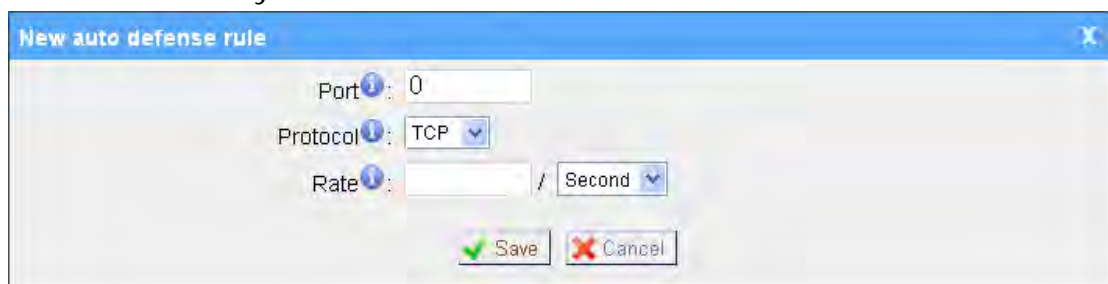 New auto defense rule X
Port i : 0
Protocol i : TCP
Rate i : / Second
Save Cancel